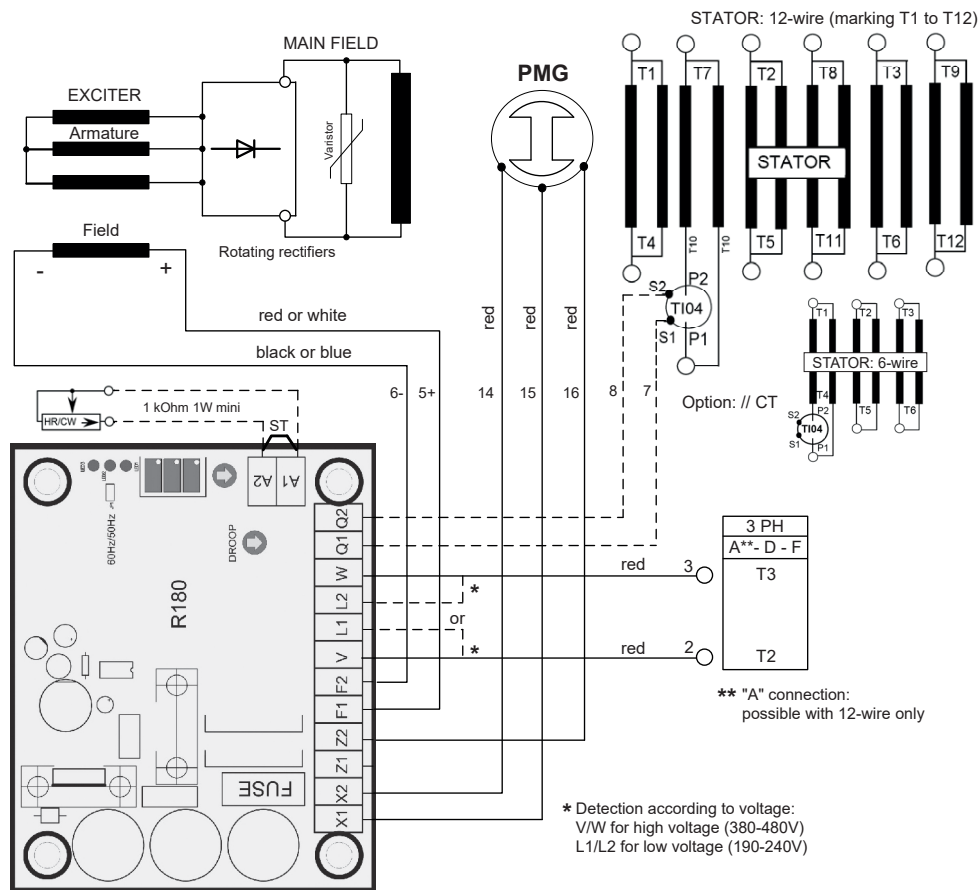 STATOR: 12-wire (marking T1 to T12)
MAIN FIELD
EXCITER
Armature
Varistor
Field
- +
Rotating rectifiers
PMG
T1 T7 T2 T8 T3 T9
STATOR
T4 T10 T10 T5 T11 T6 T12
S2 P2
TI04
S1 P1
Option: // CT
T1 T2 T3
STATOR: 6-wire
T4 T5 T6
S2 P2
TI04
S1 P1
red or white
black or blue
6- 5+ 14 15 16 8 7
red red red
1 kOhm 1W mini
HR/CW
ST
A2 A1
60Hz/50Hz
DROOP
R180
FUSE
Q2
Q1
W
L2
L1
V
F2
F1
Z2
Z1
X2
X1
red 3
*
or
*
red 2
3 PH
A**- D - F
T3
T2
** "A" connection:
possible with 12-wire only
* Detection according to voltage:
V/W for high voltage (380-480V)
L1/L2 for low voltage (190-240V)